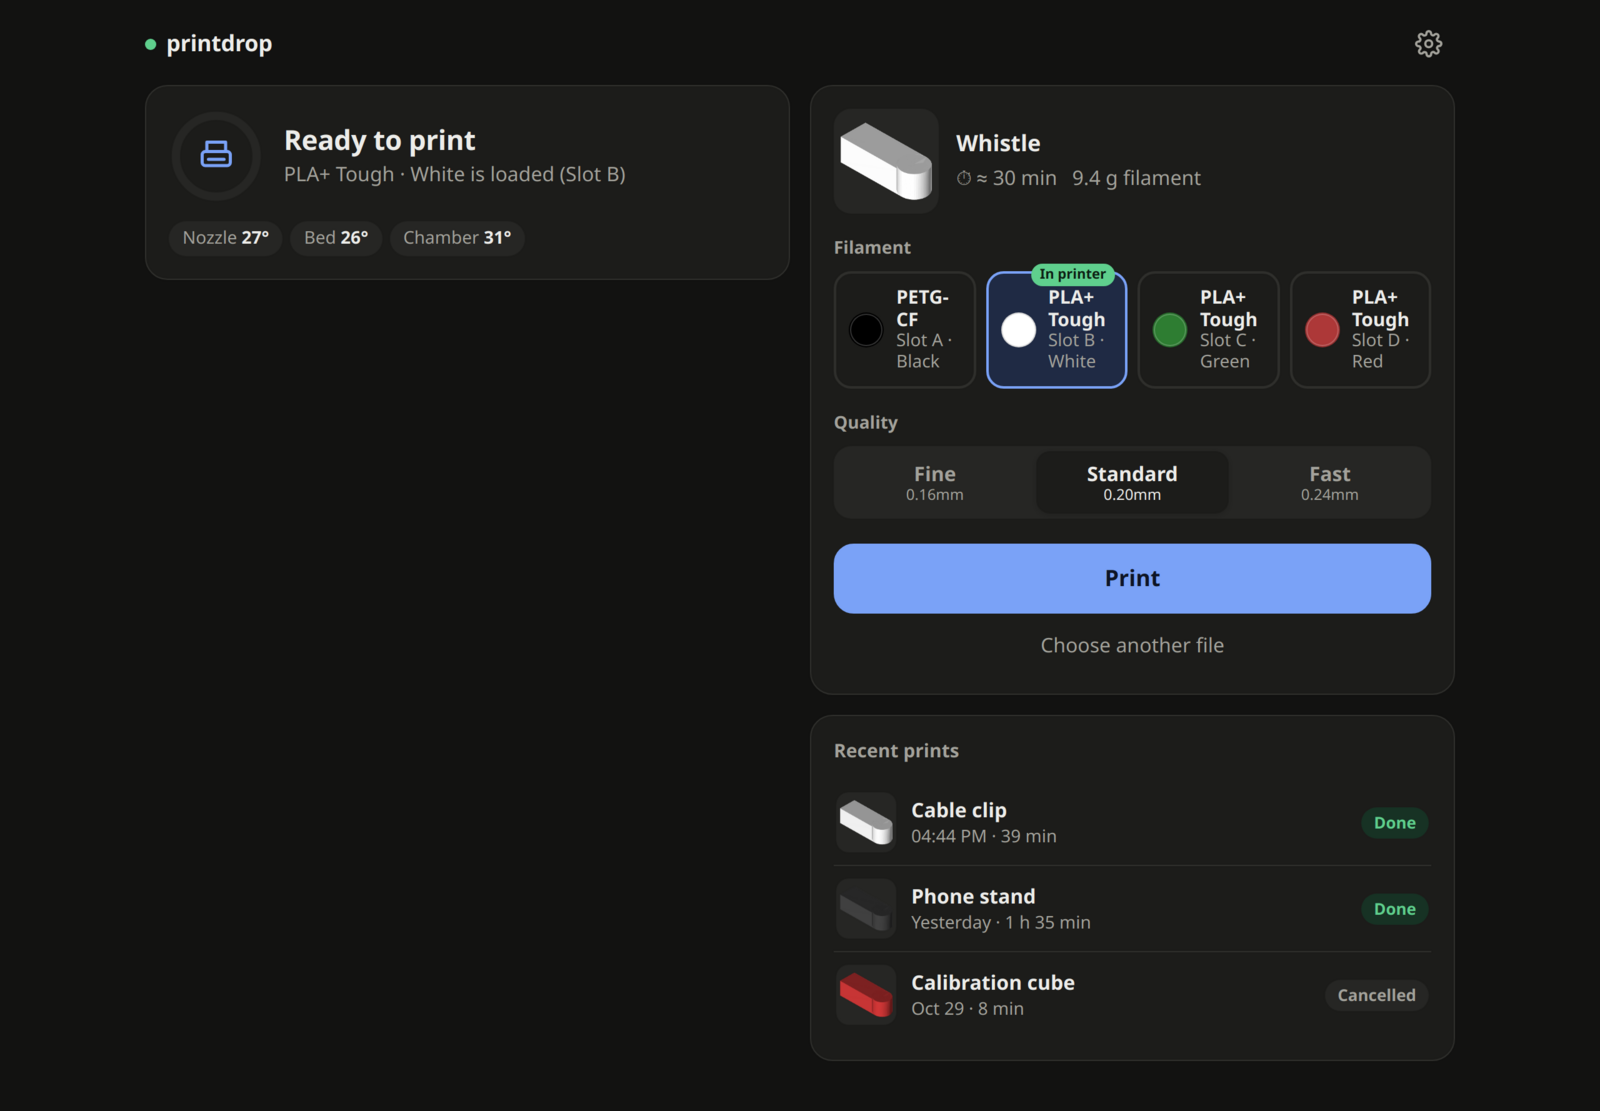 printdrop
Ready to print
PLA+ Tough · White is loaded (Slot B)
Nozzle 27° Bed 26° Chamber 31°
Whistle
⏱ ≈ 30 min 9.4 g filament
Filament
PETG-
CF
Slot A ·
Black
In printer
PLA+
Tough
Slot B ·
White
PLA+
Tough
Slot C ·
Green
PLA+
Tough
Slot D ·
Red
Quality
Fine
0.16mm
Standard
0.20mm
Fast
0.24mm
Print
Choose another file
Recent prints
Cable clip
04:44 PM · 39 min
Done
Phone stand
Yesterday · 1 h 35 min
Done
Calibration cube
Oct 29 · 8 min
Cancelled